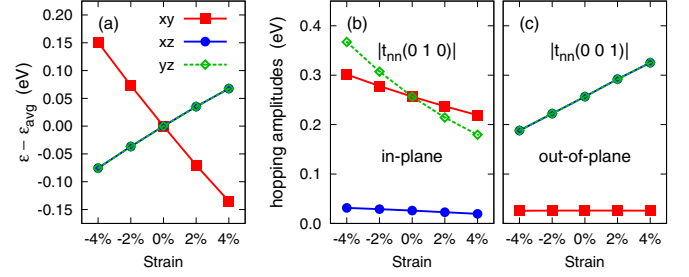 (a)
xy
xz
yz
0.15
0.10
0.05
0.00
-0.05
-0.10
-0.15
ε − ε_avg (eV)
-4% -2% 0% 2% 4%
Strain
(b)
|t_nn(0 1 0)|
0.4
0.3
0.2
0.1
0.0
hopping amplitudes (eV)
in-plane
-4% -2% 0% 2% 4%
Strain
(c)
|t_nn(0 0 1)|
out-of-plane
-4% -2% 0% 2% 4%
Strain